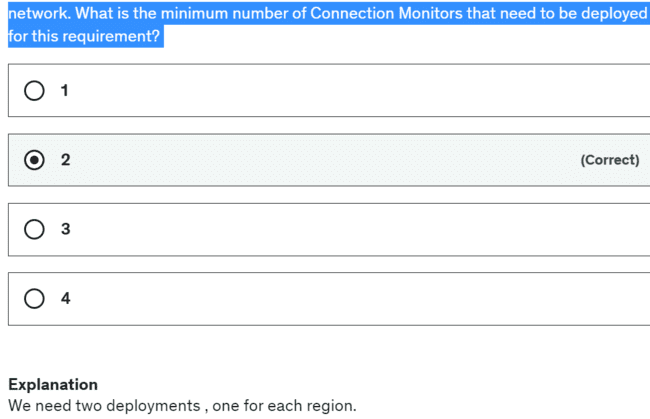 network. What is the minimum number of Connection Monitors that need to be deployed
for this requirement?
1
2 (Correct)
3
4
Explanation
We need two deployments , one for each region.